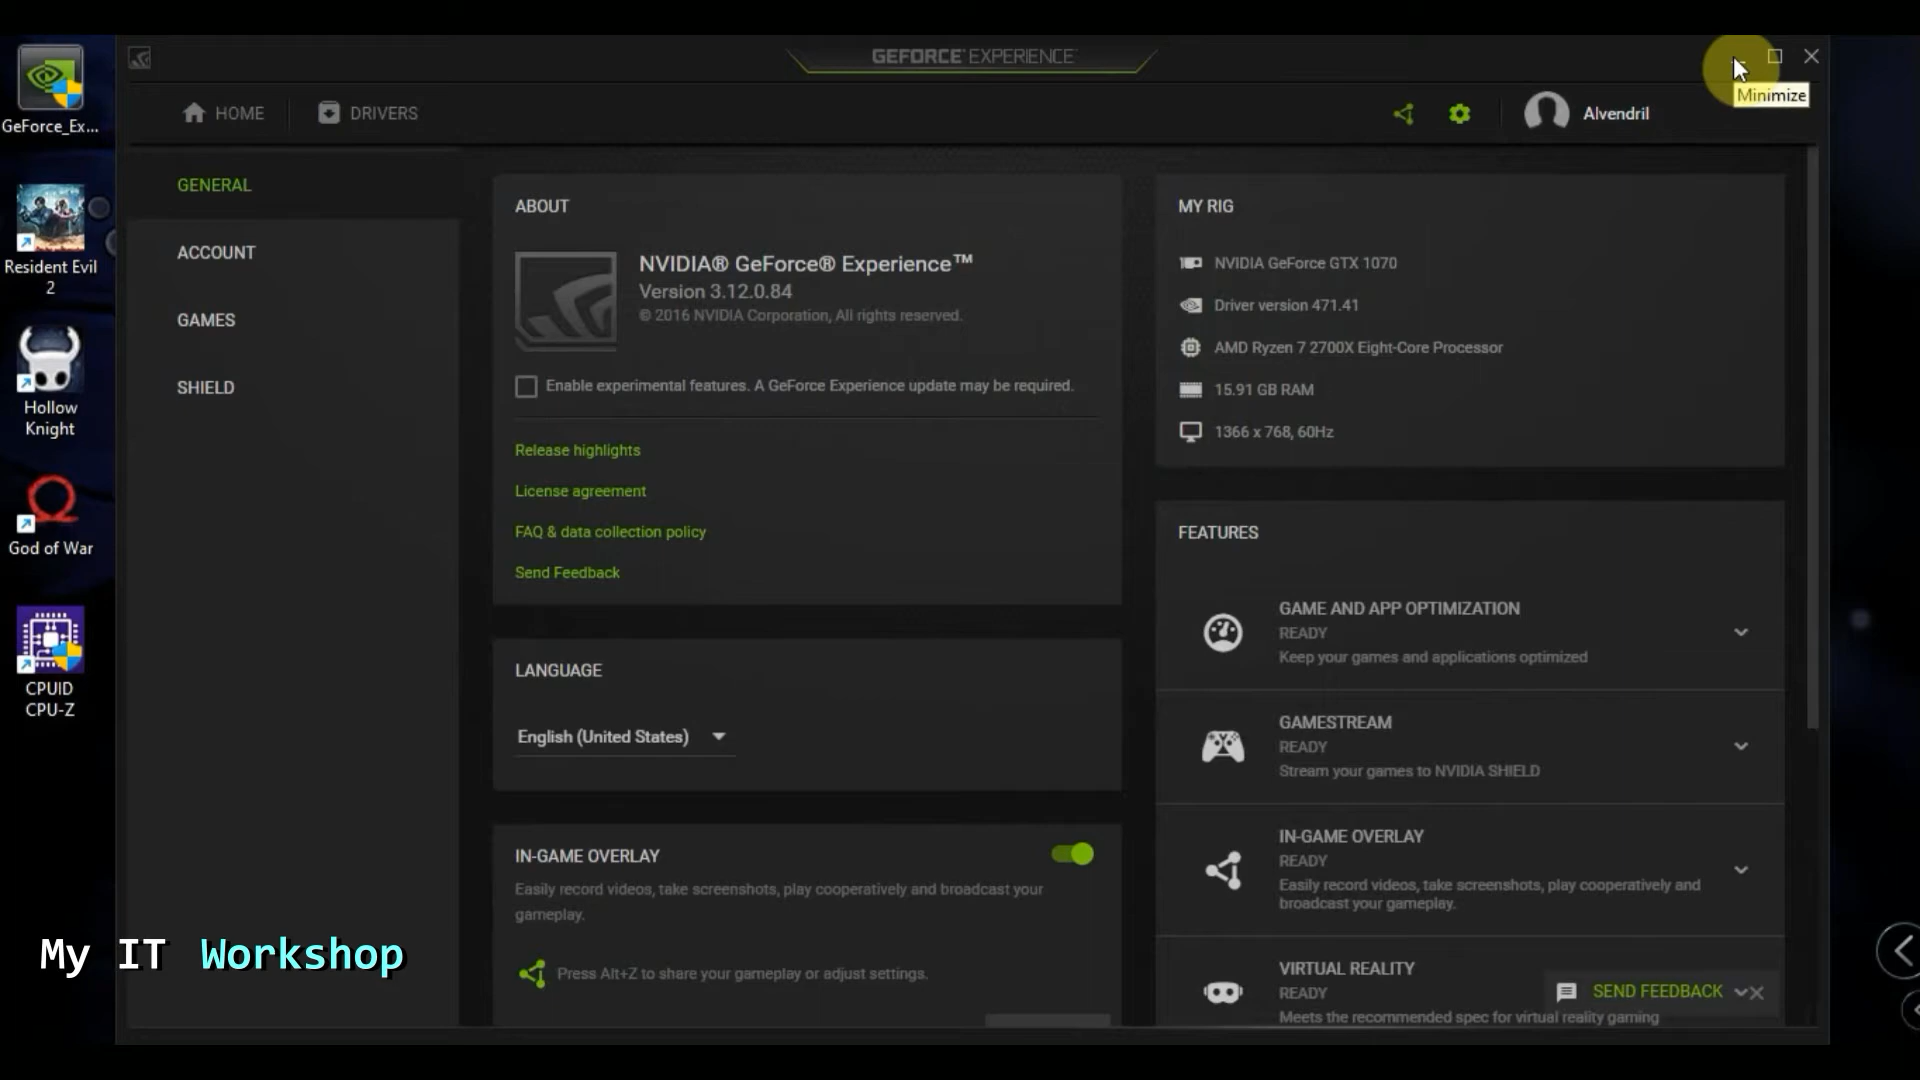 GEFORCE EXPERIENCE
Minimize
HOME
DRIVERS
Alvendril
GeForce_Ex...
Resident Evil
2
Hollow
Knight
God of War
CPUID
CPU-Z
GENERAL
ACCOUNT
GAMES
SHIELD
ABOUT
NVIDIA® GeForce® Experience™
Version 3.12.0.84
© 2016 NVIDIA Corporation, All rights reserved.
Enable experimental features. A GeForce Experience update may be required.
Release highlights
License agreement
FAQ & data collection policy
Send Feedback
LANGUAGE
English (United States)
IN-GAME OVERLAY
Easily record videos, take screenshots, play cooperatively and broadcast your
gameplay.
Press Alt+Z to share your gameplay or adjust settings.
MY RIG
NVIDIA GeForce GTX 1070
Driver version 471.41
AMD Ryzen 7 2700X Eight-Core Processor
15.91 GB RAM
1366 x 768, 60Hz
FEATURES
GAME AND APP OPTIMIZATION
READY
Keep your games and applications optimized
GAMESTREAM
READY
Stream your games to NVIDIA SHIELD
IN-GAME OVERLAY
READY
Easily record videos, take screenshots, play cooperatively and
broadcast your gameplay.
VIRTUAL REALITY
READY
Meets the recommended spec for virtual reality gaming
SEND FEEDBACK
My IT Workshop